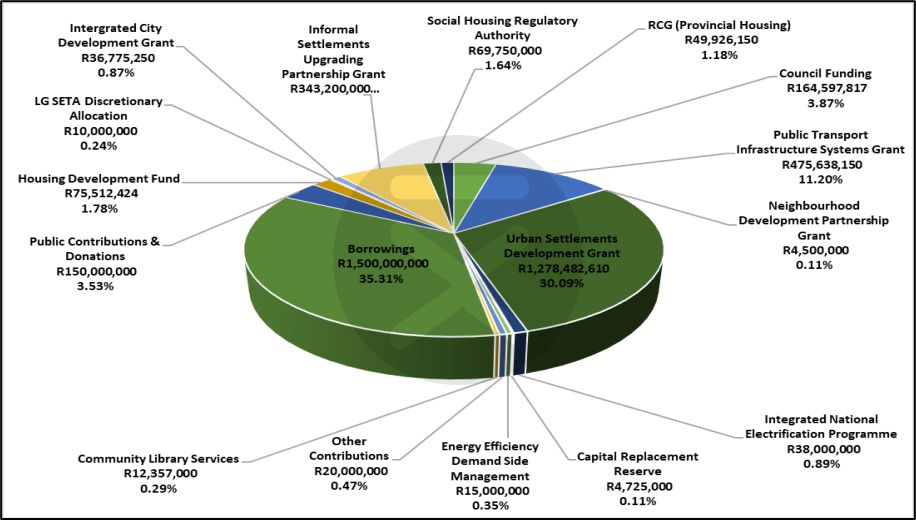 Intergrated City
Development Grant
R36,775,250
0.87%
Informal
Settlements
Upgrading
Partnership Grant
R343,200,000...
Social Housing Regulatory
Authority
R69,750,000
1.64%
RCG (Provincial Housing)
R49,926,150
1.18%
Council Funding
R164,597,817
3.87%
LG SETA Discretionary
Allocation
R10,000,000
0.24%
Public Transport
Infrastructure Systems Grant
R475,638,150
11.20%
Housing Development Fund
R75,512,424
1.78%
Neighbourhood
Development Partnership
Grant
R4,500,000
0.11%
Public Contributions &
Donations
R150,000,000
3.53%
Borrowings
R1,500,000,000
35.31%
Urban Settlements
Development Grant
R1,278,482,610
30.09%
Community Library Services
R12,357,000
0.29%
Other
Contributions
R20,000,000
0.47%
Energy Efficiency
Demand Side
Management
R15,000,000
0.35%
Capital Replacement
Reserve
R4,725,000
0.11%
Integrated National
Electrification Programme
R38,000,000
0.89%